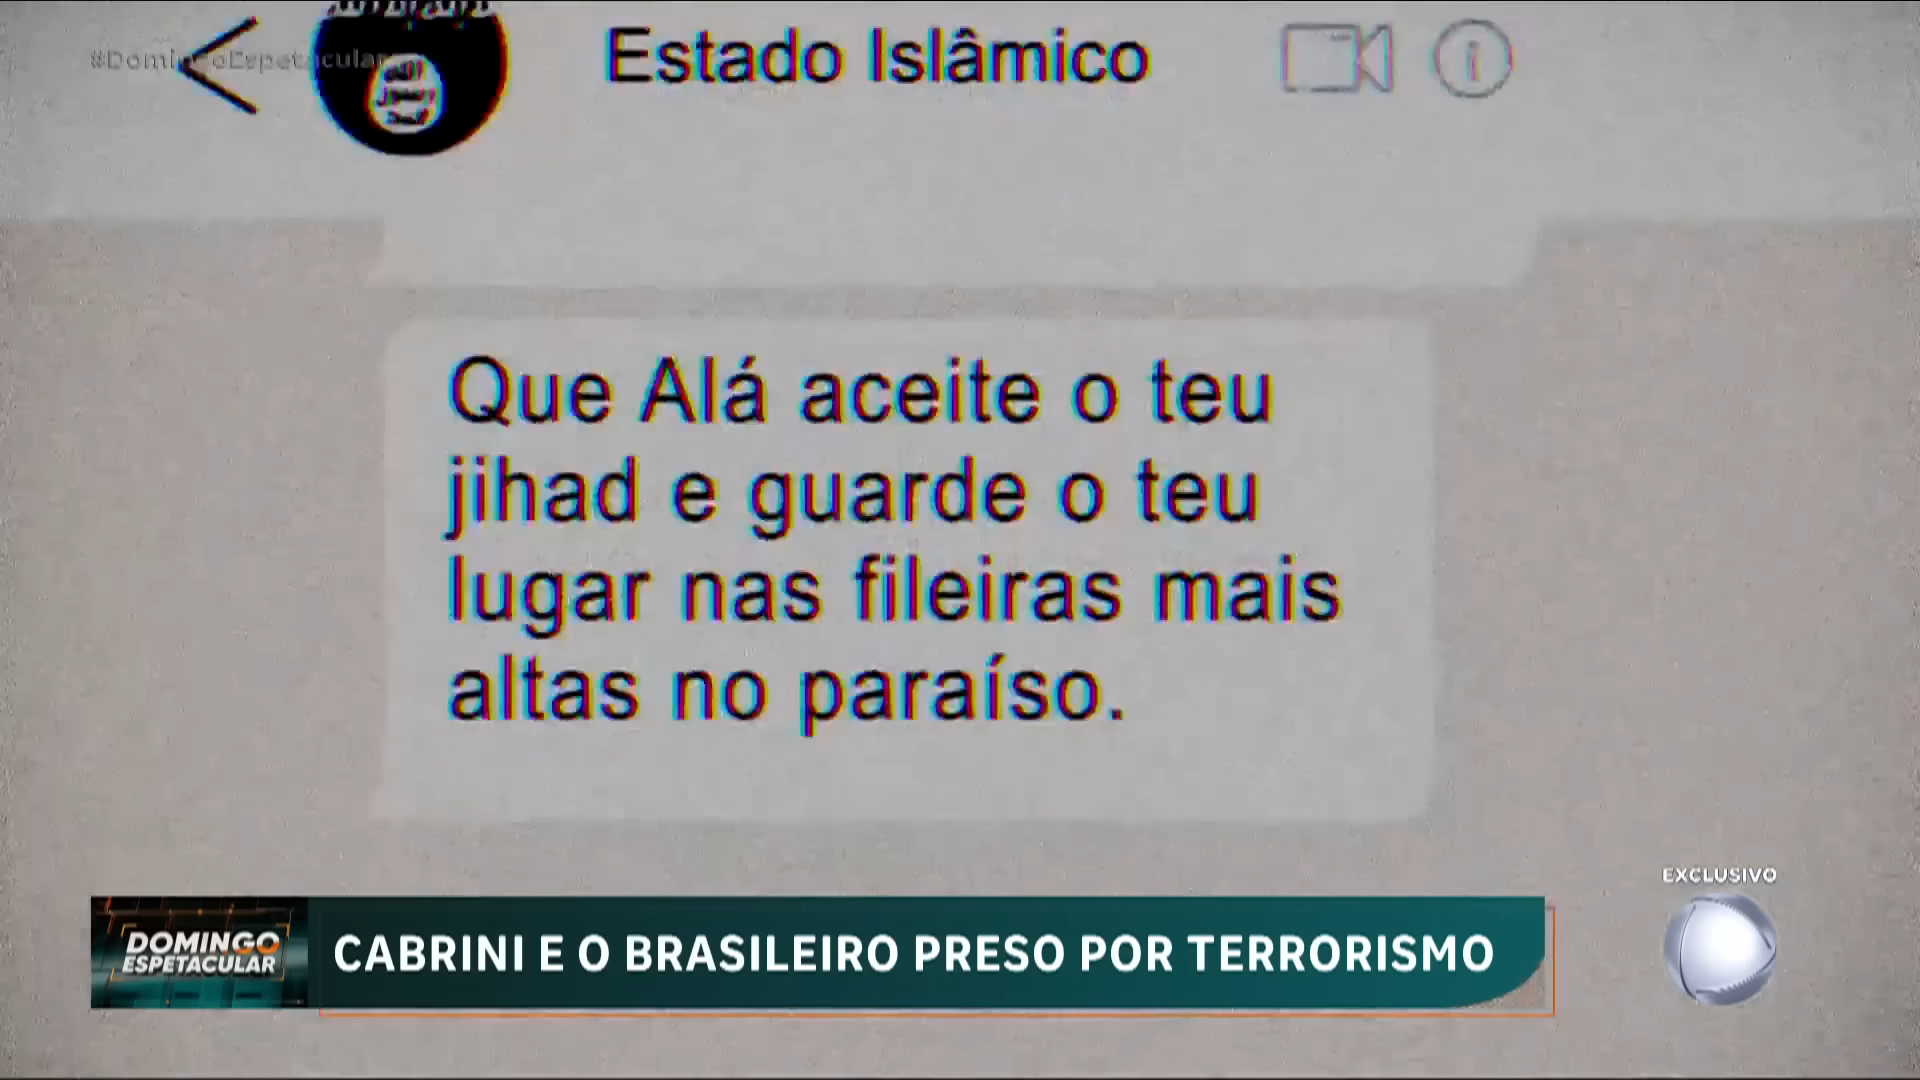 #DomingoEspetacular
Estado Islâmico
Que Alá aceite o teu
jihad e guarde o teu
lugar nas fileiras mais
altas no paraíso.
EXCLUSIVO
DOMINGO
ESPETACULAR
CABRINI E O BRASILEIRO PRESO POR TERRORISMO